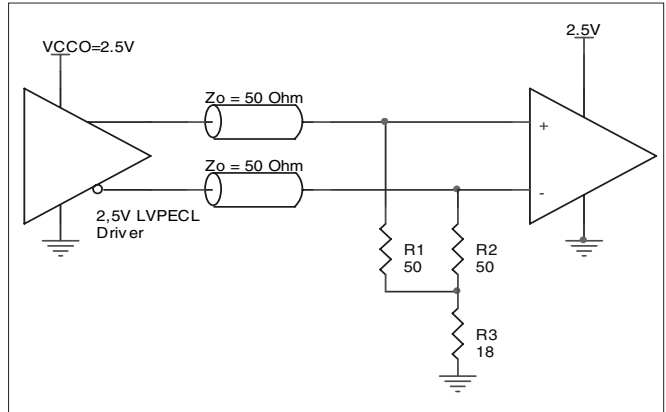 VCCO=2.5V
2.5V
Zo = 50 Ohm
+
Zo = 50 Ohm
-
2,5V LVPECL
Driver
R1
50
R2
50
R3
18